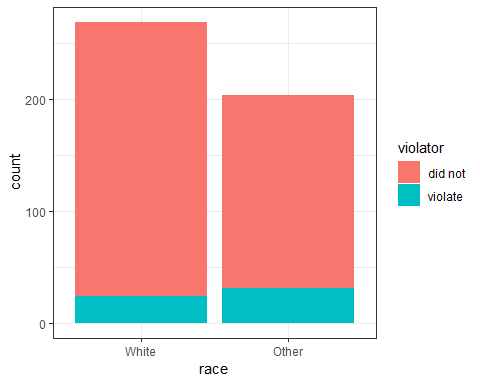 count
200
100
0
White
Other
race
violator
did not
violate